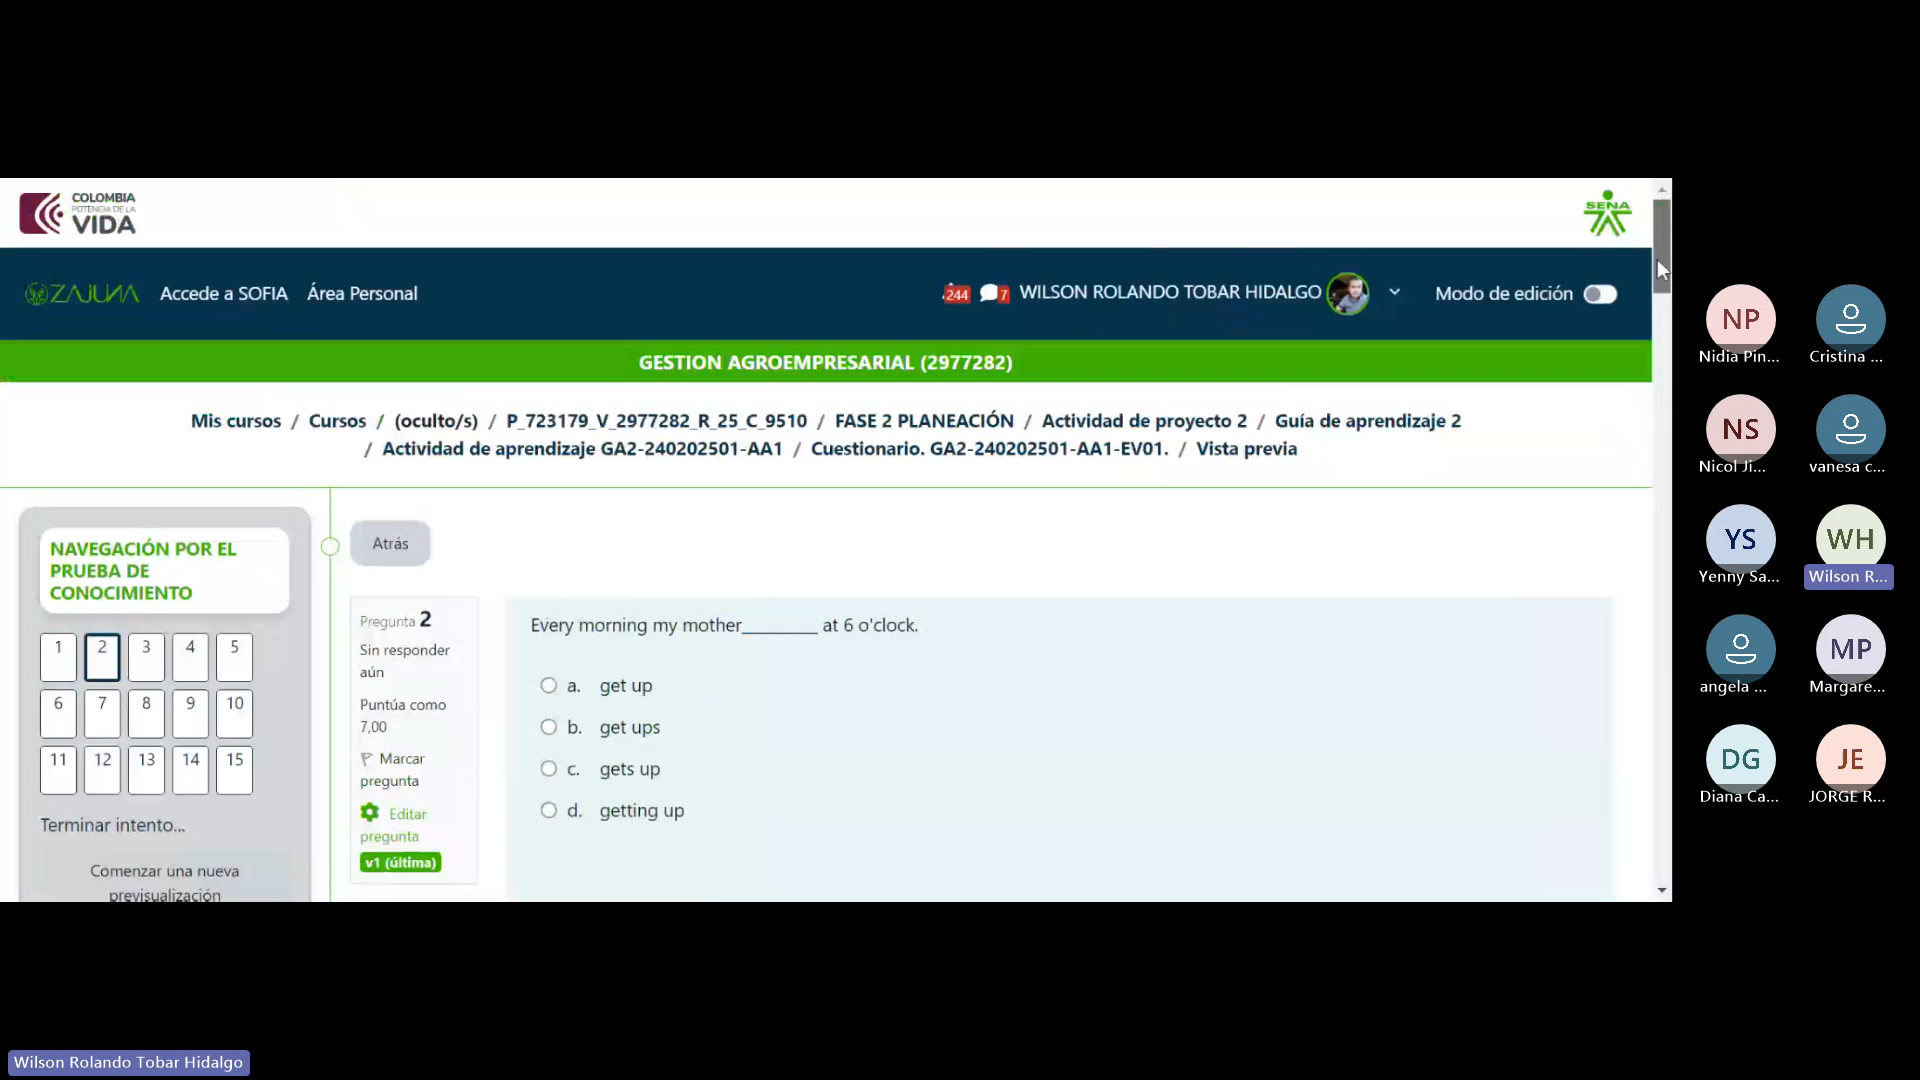 COLOMBIA
POTENCIA DE LA
VIDA
SENA
ZAJUNA Accede a SOFIA Área Personal 244 7 WILSON ROLANDO TOBAR HIDALGO Modo de edición
GESTION AGROEMPRESARIAL (2977282)
Mis cursos / Cursos / (oculto/s) / P_723179_V_2977282_R_25_C_9510 / FASE 2 PLANEACIÓN / Actividad de proyecto 2 / Guía de aprendizaje 2
/ Actividad de aprendizaje GA2-240202501-AA1 / Cuestionario. GA2-240202501-AA1-EV01. / Vista previa
NAVEGACIÓN POR EL
PRUEBA DE
CONOCIMIENTO
1 2 3 4 5
6 7 8 9 10
11 12 13 14 15
Terminar intento...
Comenzar una nueva
previsualización
Atrás
Pregunta 2
Sin responder
aún
Puntúa como
7,00
Marcar
pregunta
Editar
pregunta
v1 (última)
Every morning my mother________ at 6 o'clock.
a. get up
b. get ups
c. gets up
d. getting up
NP
Nidia Pin...
Cristina ...
NS
Nicol Ji...
vanesa c...
YS
Yenny Sa...
WH
Wilson R...
angela ...
MP
Margare...
DG
Diana Ca...
JE
JORGE R...
Wilson Rolando Tobar Hidalgo